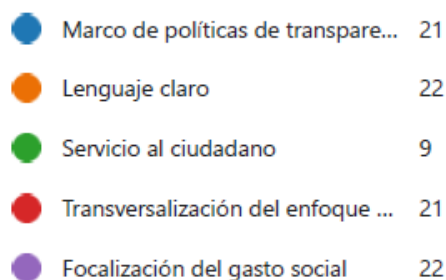 Marco de políticas de transpare... 21
Lenguaje claro 22
Servicio al ciudadano 9
Transversalización del enfoque ... 21
Focalización del gasto social 22